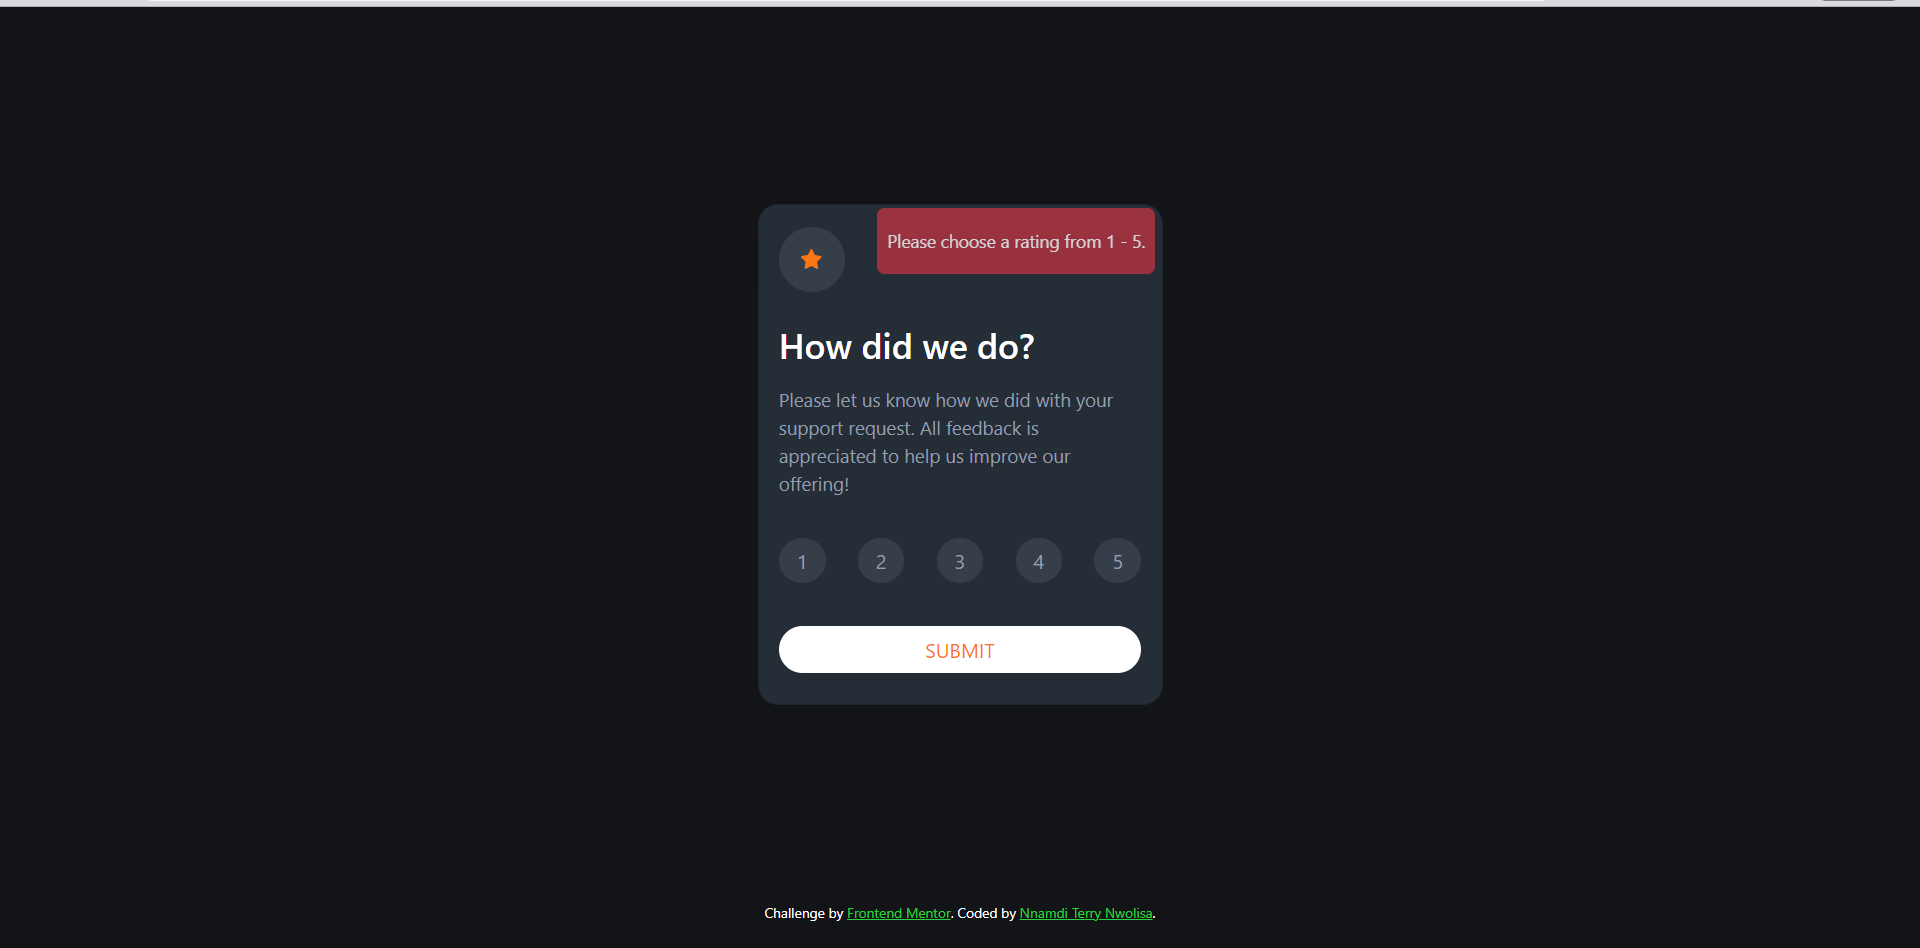 Please choose a rating from 1 - 5.
How did we do?
Please let us know how we did with your
support request. All feedback is
appreciated to help us improve our
offering!
1 2 3 4 5
SUBMIT
Challenge by Frontend Mentor. Coded by Nnamdi Terry Nwolisa.